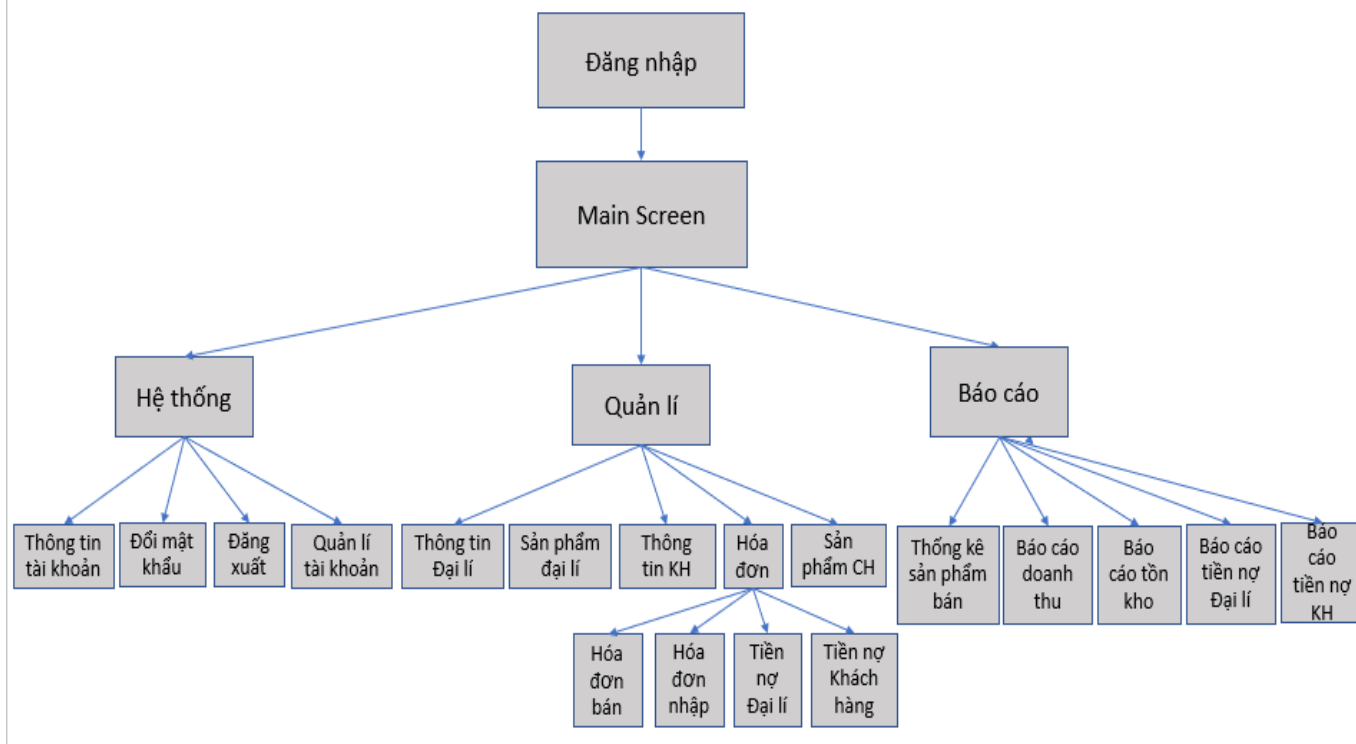 Đăng nhập
Main Screen
Hệ thống
Quản lí
Báo cáo
Thông tin
tài khoản
Đổi mật
khẩu
Đăng
xuất
Quản lí
tài khoản
Thông tin
Đại lí
Sản phẩm
đại lí
Thông
tin KH
Hóa
đơn
Sản
phẩm CH
Thống kê
sản phẩm
bán
Báo cáo
doanh
thu
Báo
cáo tồn
kho
Báo cáo
tiền nợ
Đại lí
Báo
cáo
tiền nợ
KH
Hóa
đơn
bán
Hóa
đơn
nhập
Tiền
nợ
Đại lí
Tiền nợ
Khách
hàng